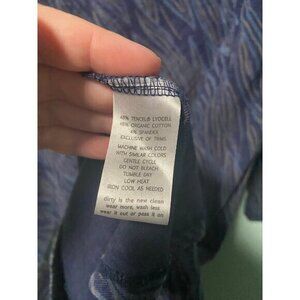 48% TENCEL® LYOCELL
48% ORGANIC COTTON
4% SPANDEX
EXCLUSIVE OF TRIMS
MACHINE WASH COLD
WITH SIMILAR COLORS
GENTLE CYCLE
DO NOT BLEACH
TUMBLE DRY
LOW HEAT
IRON COOL AS NEEDED
dirty is the new clean
wear more, wash less
wear it out or pass it on